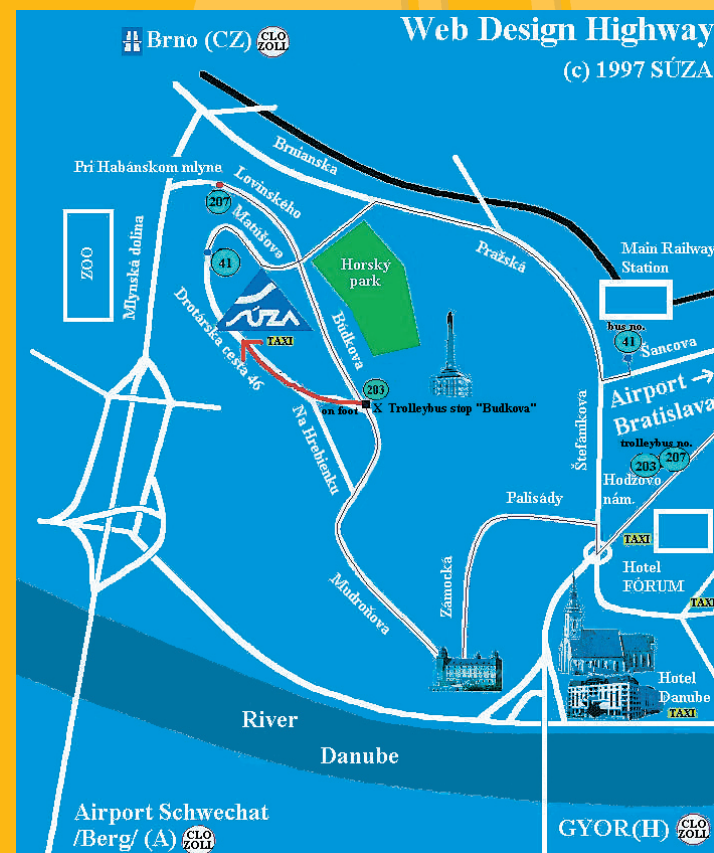 Web Design Highway
(c) 1997 SÚZA
Brno (CZ)
CLO
ZOLL
Brnianska
Pri Habánskom mlyne
Lovinského
207
Matúšova
Mlynská dolina
ZOO
41
Horský
park
Pražská
Main Railway
Station
bus no.
41
Šancova
SÚZA
TAXI
Drotárska cesta 46
Búdkova
203
on foot
X Trolleybus stop "Budkova"
Na Hrebienku
Štefánikova
Airport →
Bratislava
trolleybus no.
203
207
Hodžovo
nám.
Palisády
TAXI
Hotel
FÓRUM
TAXI
Zámocká
Mudroňova
Hotel
Danube
TAXI
River
Danube
Airport Schwechat
/Berg/ (A)
CLO
ZOLL
GYOR(H)
CLO
ZOLL